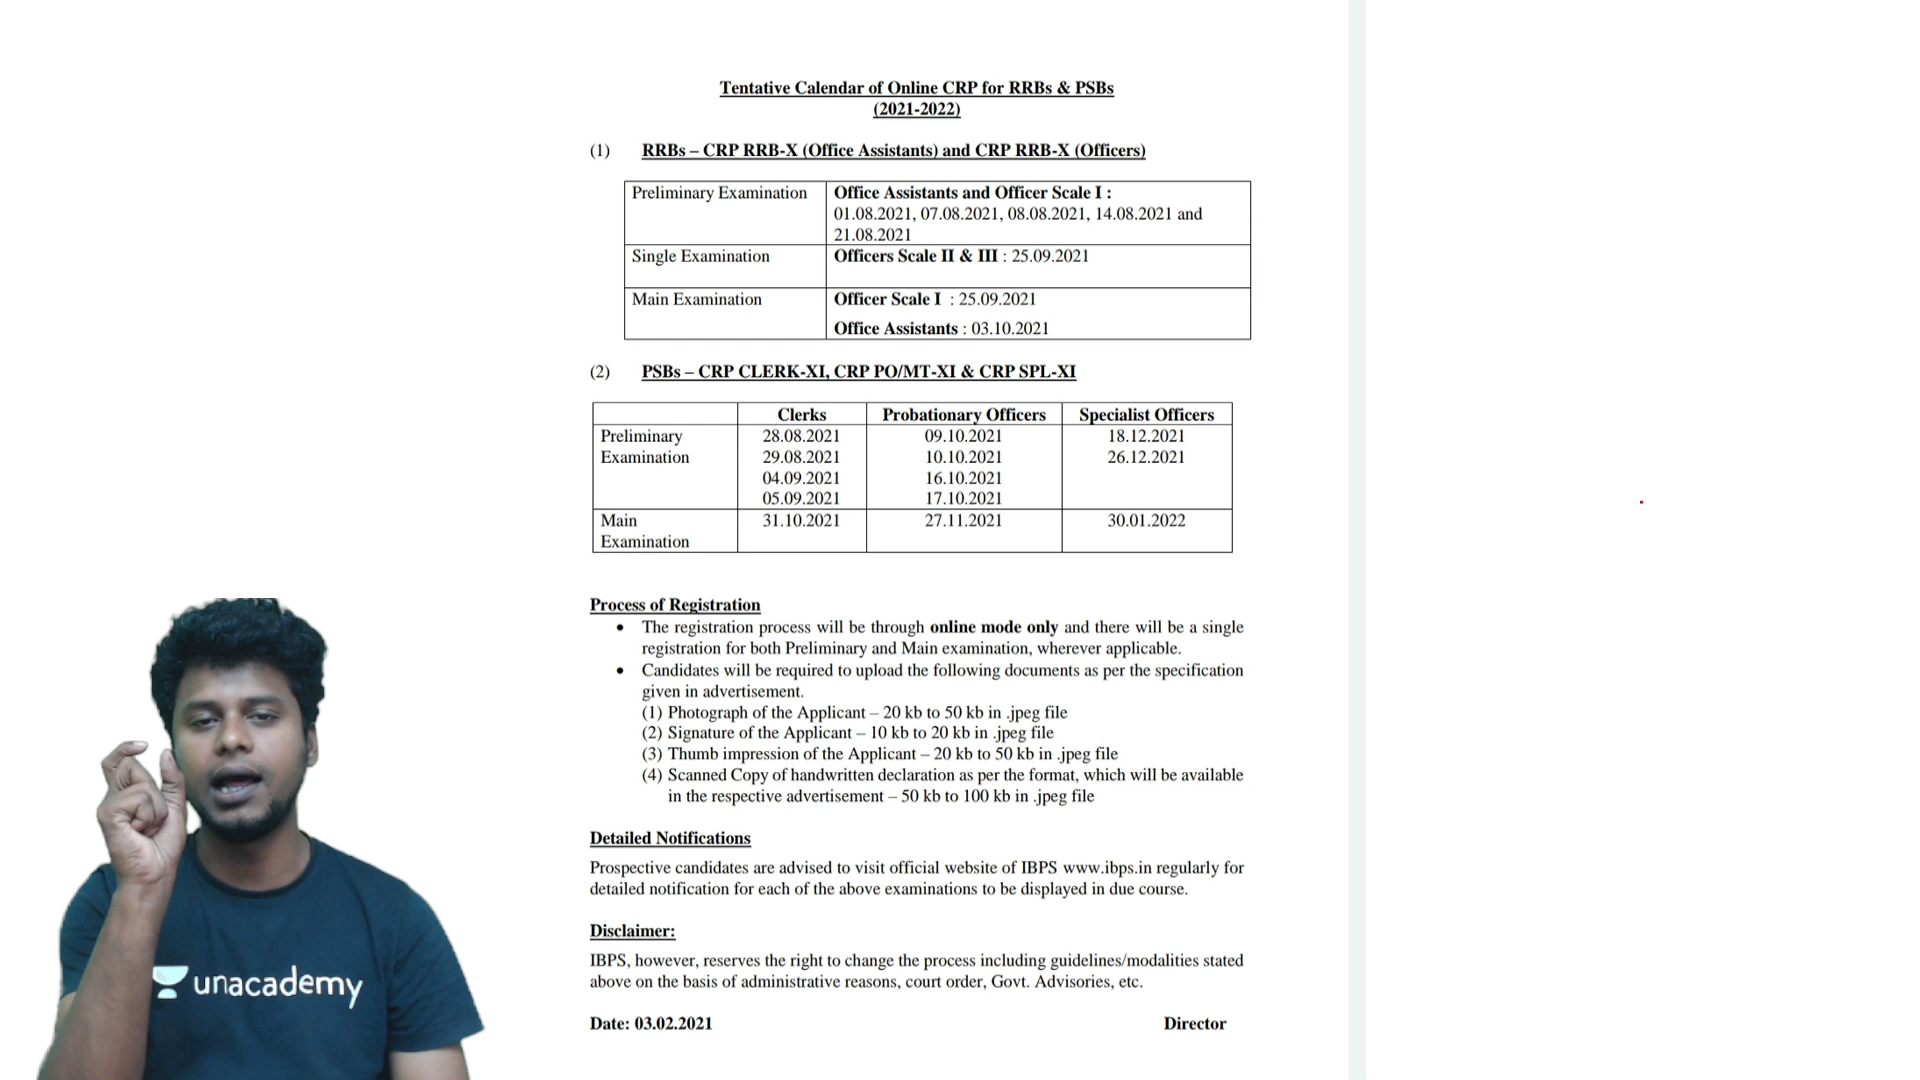 Tentative Calendar of Online CRP for RRBs & PSBs
(2021-2022)
(1) RRBs – CRP RRB-X (Office Assistants) and CRP RRB-X (Officers)
Preliminary Examination Office Assistants and Officer Scale I :
01.08.2021, 07.08.2021, 08.08.2021, 14.08.2021 and
21.08.2021
Single Examination Officers Scale II & III : 25.09.2021
Main Examination Officer Scale I : 25.09.2021
Office Assistants : 03.10.2021
(2) PSBs – CRP CLERK-XI, CRP PO/MT-XI & CRP SPL-XI
Clerks Probationary Officers Specialist Officers
Preliminary 28.08.2021 09.10.2021 18.12.2021
Examination 29.08.2021 10.10.2021 26.12.2021
04.09.2021 16.10.2021
05.09.2021 17.10.2021
Main 31.10.2021 27.11.2021 30.01.2022
Examination
Process of Registration
• The registration process will be through online mode only and there will be a single
registration for both Preliminary and Main examination, wherever applicable.
• Candidates will be required to upload the following documents as per the specification
given in advertisement.
(1) Photograph of the Applicant – 20 kb to 50 kb in .jpeg file
(2) Signature of the Applicant – 10 kb to 20 kb in .jpeg file
(3) Thumb impression of the Applicant – 20 kb to 50 kb in .jpeg file
(4) Scanned Copy of handwritten declaration as per the format, which will be available
in the respective advertisement – 50 kb to 100 kb in .jpeg file
Detailed Notifications
Prospective candidates are advised to visit official website of IBPS www.ibps.in regularly for
detailed notification for each of the above examinations to be displayed in due course.
Disclaimer:
IBPS, however, reserves the right to change the process including guidelines/modalities stated
above on the basis of administrative reasons, court order, Govt. Advisories, etc.
Date: 03.02.2021 Director
unacademy